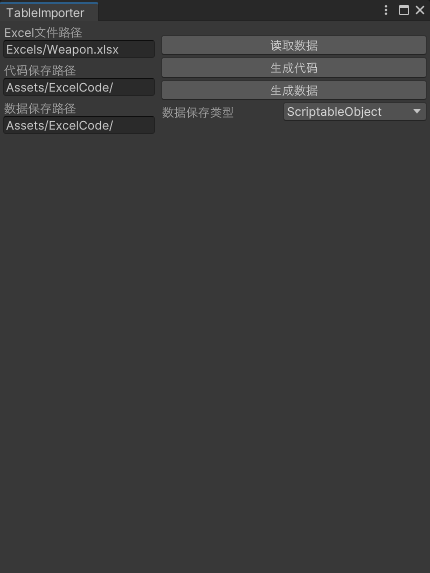 TableImporter
Excel文件路径
Excels/Weapon.xlsx
读取数据
代码保存路径
生成代码
Assets/ExcelCode/
生成数据
数据保存路径
数据保存类型
ScriptableObject
Assets/ExcelCode/